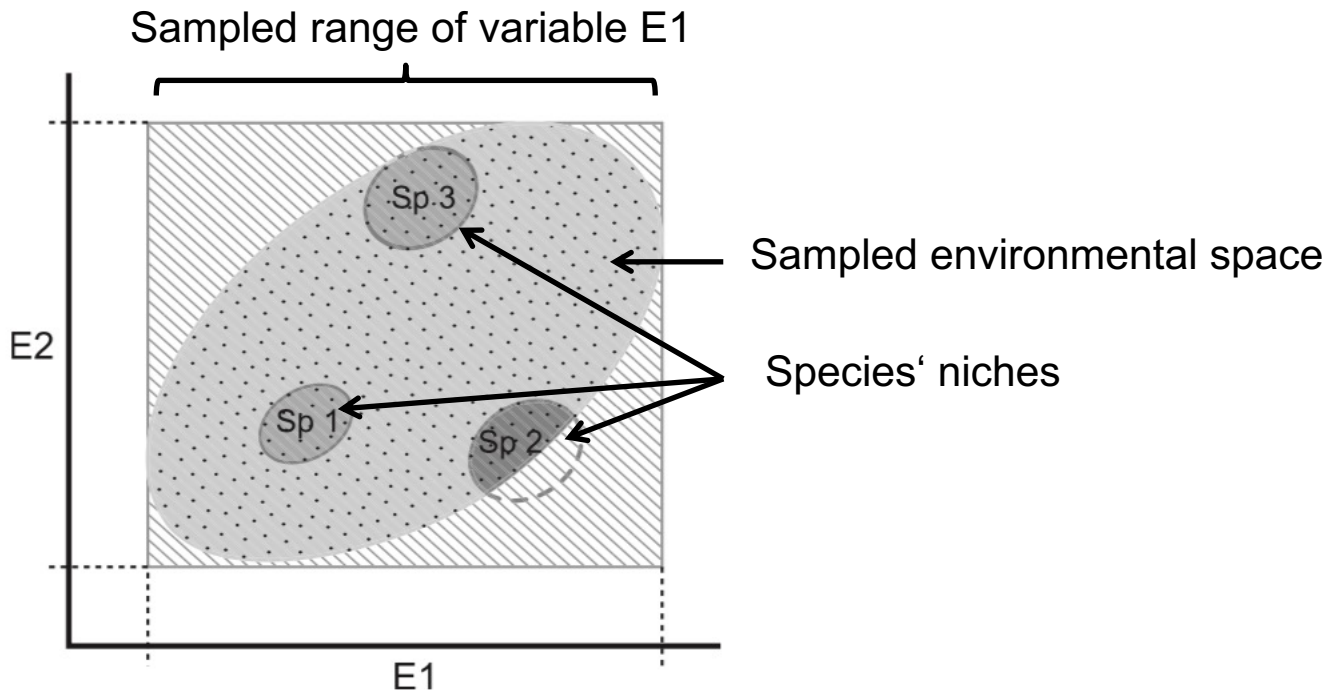 Sampled range of variable E1
Sp 3
Sampled environmental space
E2
Species‘ niches
Sp 1
Sp 2
E1